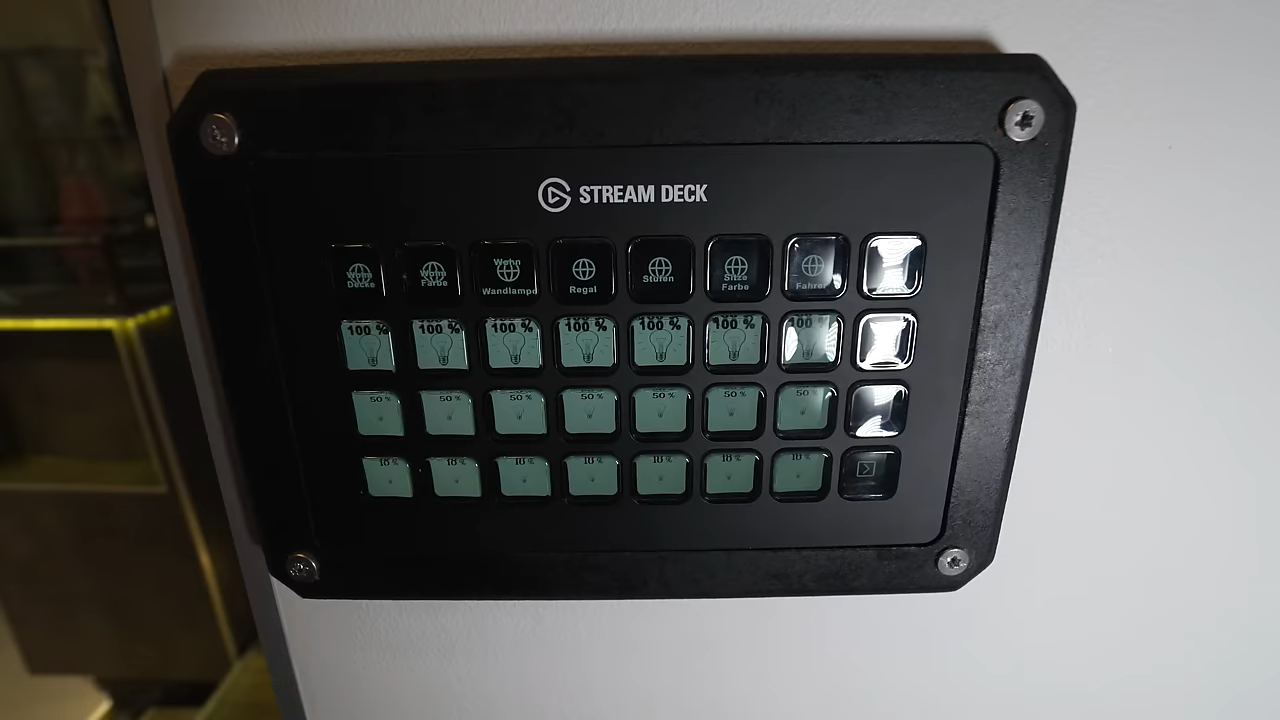 STREAM DECK
Wohn Decke
Wohn Farbe
Wohn Wandlampe
Regal
Stufen
Sitze Farbe
Fahrer
100 % 100 % 100 % 100 % 100 % 100 % 100 %
50 % 50 % 50 % 50 % 50 % 50 % 50 %
10 % 10 % 10 % 10 % 10 % 10 % 10 %